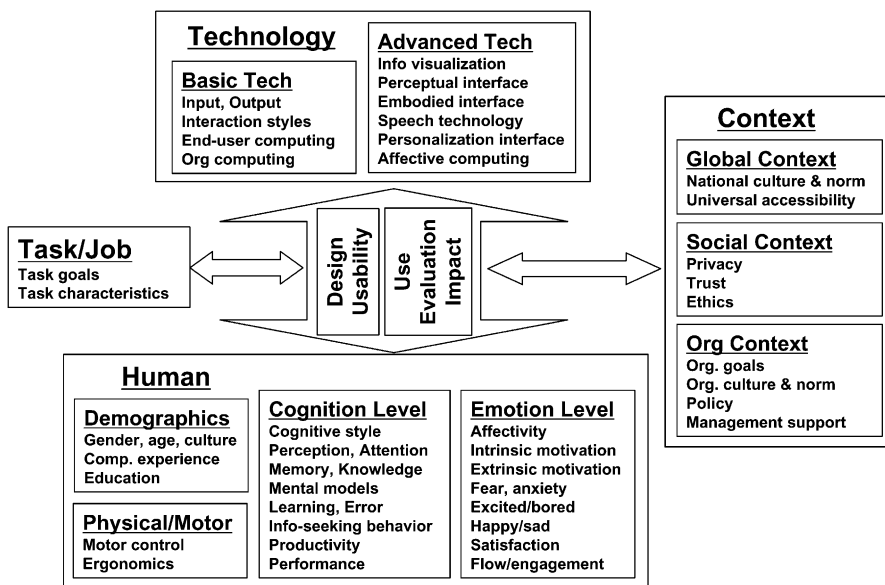 Technology
Basic Tech
Input, Output
Interaction styles
End-user computing
Org computing
Advanced Tech
Info visualization
Perceptual interface
Embodied interface
Speech technology
Personalization interface
Affective computing
Task/Job
Task goals
Task characteristics
Design
Usability
Use
Evaluation
Impact
Context
Global Context
National culture & norm
Universal accessibility
Social Context
Privacy
Trust
Ethics
Org Context
Org. goals
Org. culture & norm
Policy
Management support
Human
Demographics
Gender, age, culture
Comp. experience
Education
Physical/Motor
Motor control
Ergonomics
Cognition Level
Cognitive style
Perception, Attention
Memory, Knowledge
Mental models
Learning, Error
Info-seeking behavior
Productivity
Performance
Emotion Level
Affectivity
Intrinsic motivation
Extrinsic motivation
Fear, anxiety
Excited/bored
Happy/sad
Satisfaction
Flow/engagement